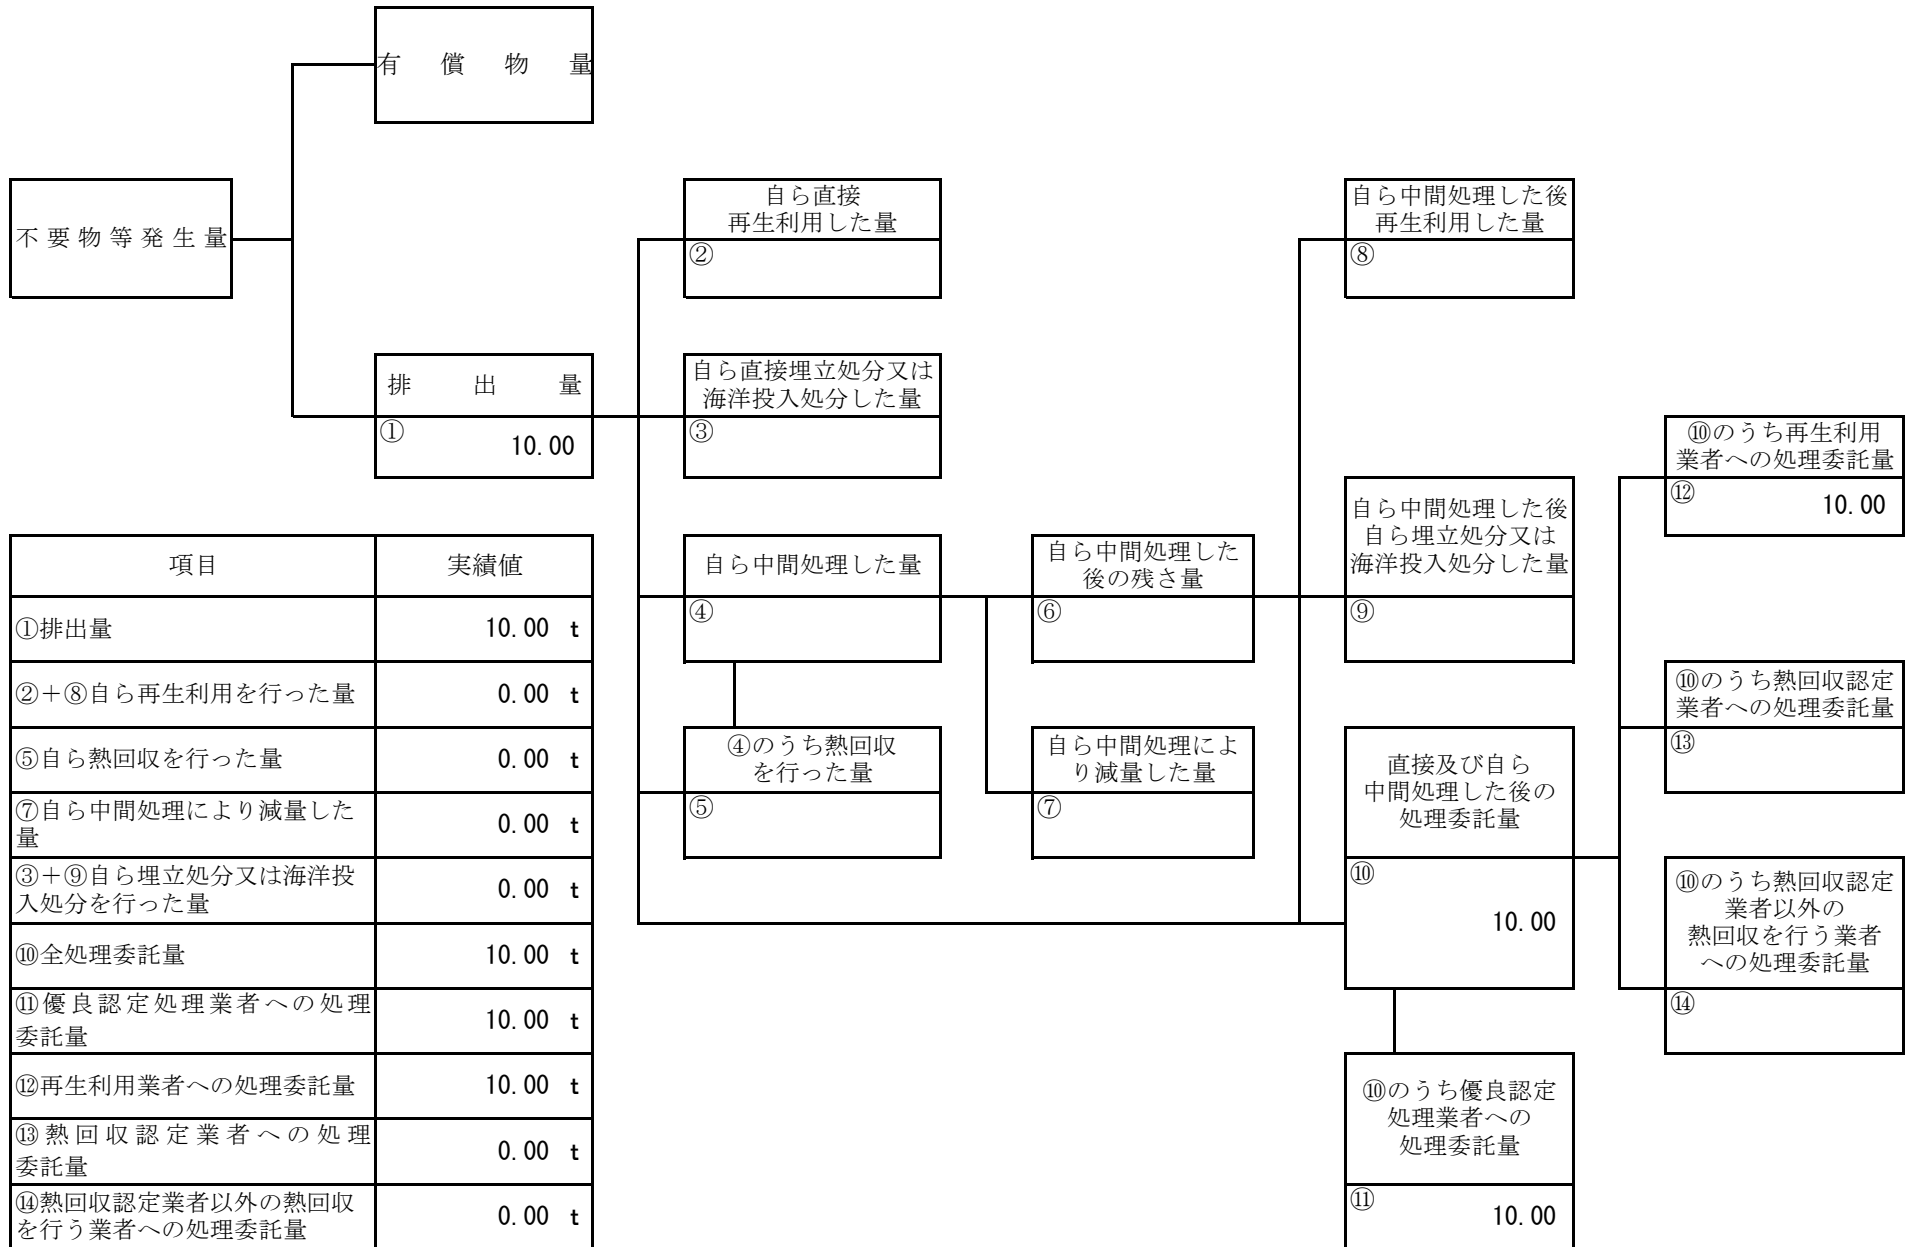 有償物量
不要物等発生量
排出量
①
10.00
自ら直接
再生利用した量
②
自ら直接埋立処分又は
海洋投入処分した量
③
自ら中間処理した量
④
④のうち熱回収
を行った量
⑤
自ら中間処理した
後の残さ量
⑥
自ら中間処理によ
り減量した量
⑦
自ら中間処理した後
再生利用した量
⑧
自ら中間処理した後
自ら埋立処分又は
海洋投入処分した量
⑨
直接及び自ら
中間処理した後の
処理委託量
⑩
10.00
⑩のうち優良認定
処理業者への
処理委託量
⑪
10.00
⑩のうち再生利用
業者への処理委託量
⑫
10.00
⑩のうち熱回収認定
業者への処理委託量
⑬
⑩のうち熱回収認定
業者以外の
熱回収を行う業者
への処理委託量
⑭
項目 実績値
①排出量 10.00 t
②+⑧自ら再生利用を行った量 0.00 t
⑤自ら熱回収を行った量 0.00 t
⑦自ら中間処理により減量した
量 0.00 t
③+⑨自ら埋立処分又は海洋投
入処分を行った量 0.00 t
⑩全処理委託量 10.00 t
⑪優良認定処理業者への処理
委託量 10.00 t
⑫再生利用業者への処理委託量 10.00 t
⑬熱回収認定業者への処理
委託量 0.00 t
⑭熱回収認定業者以外の熱回収
を行う業者への処理委託量 0.00 t